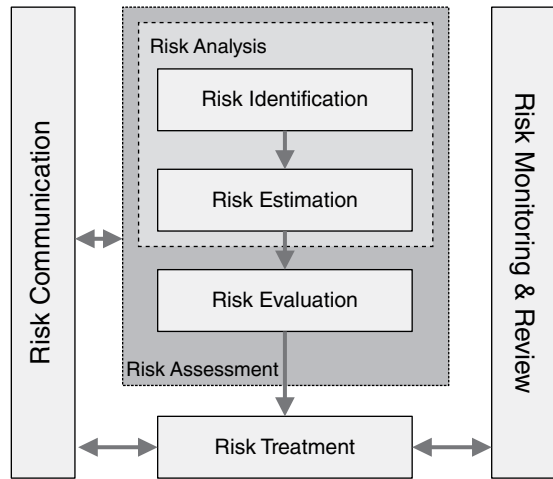 Risk Communication
Risk Analysis
Risk Identification
Risk Estimation
Risk Evaluation
Risk Assessment
Risk Treatment
Risk Monitoring & Review